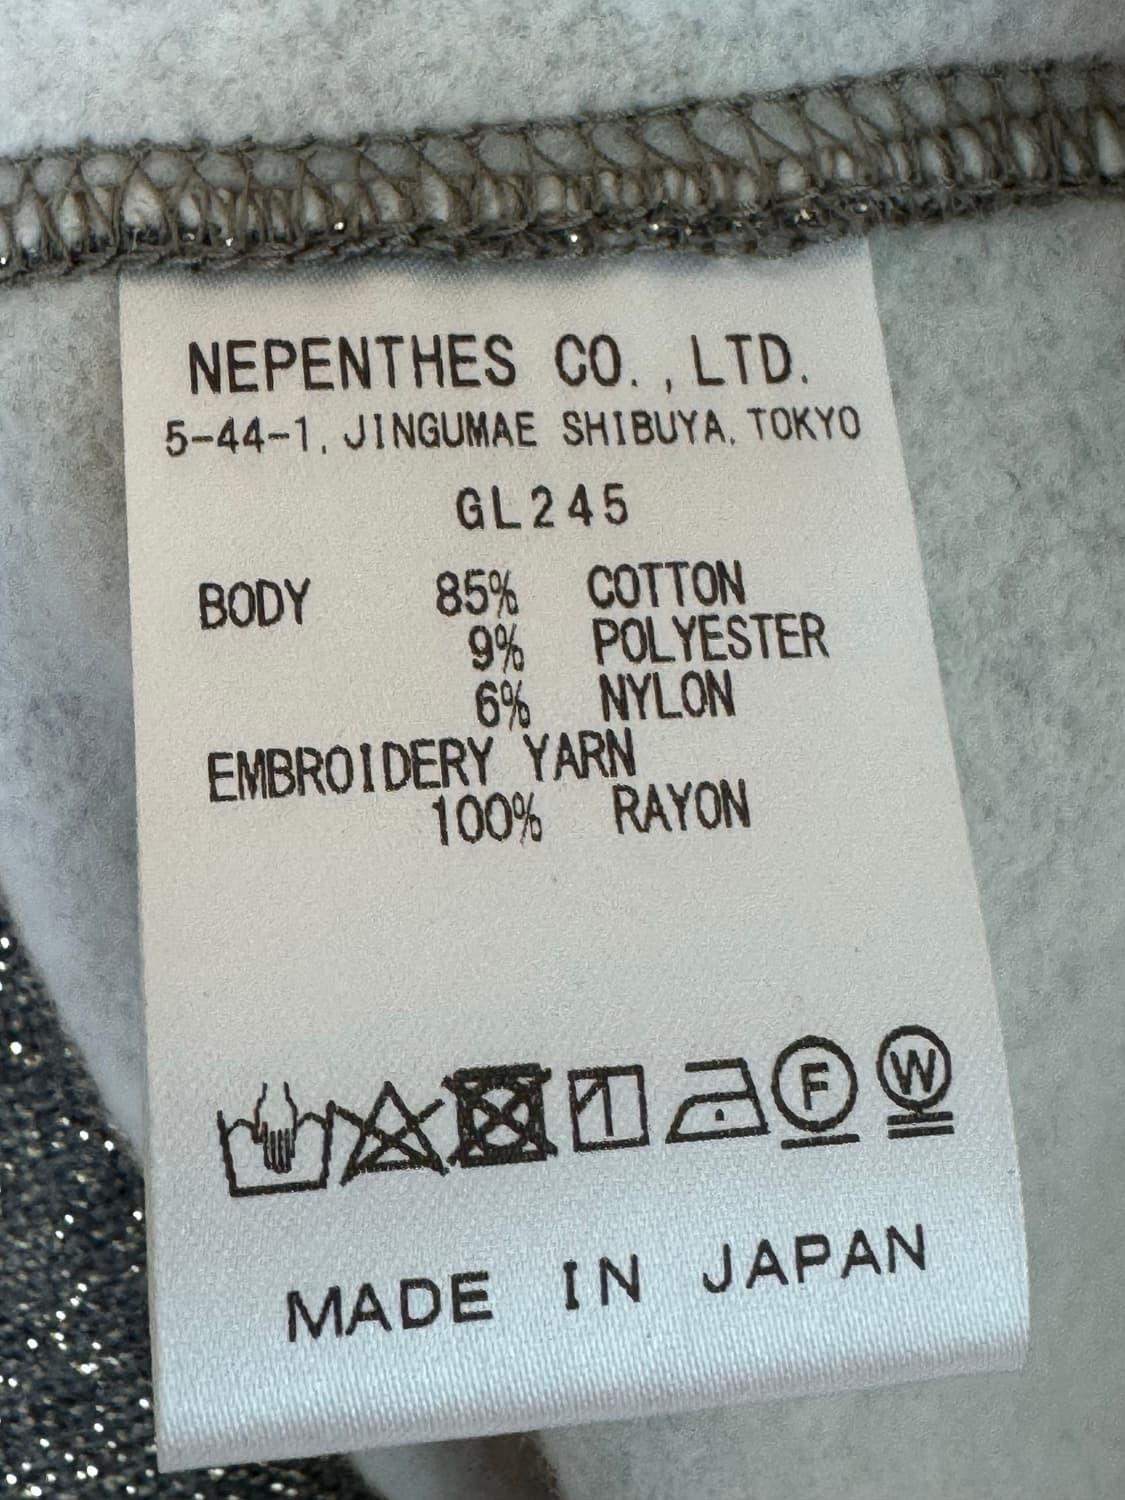 NEPENTHES CO.,LTD.
5-44-1, JINGUMAE SHIBUYA, TOKYO
GL245
BODY 85% COTTON
9% POLYESTER
6% NYLON
EMBROIDERY YARN
100% RAYON
F W
MADE IN JAPAN